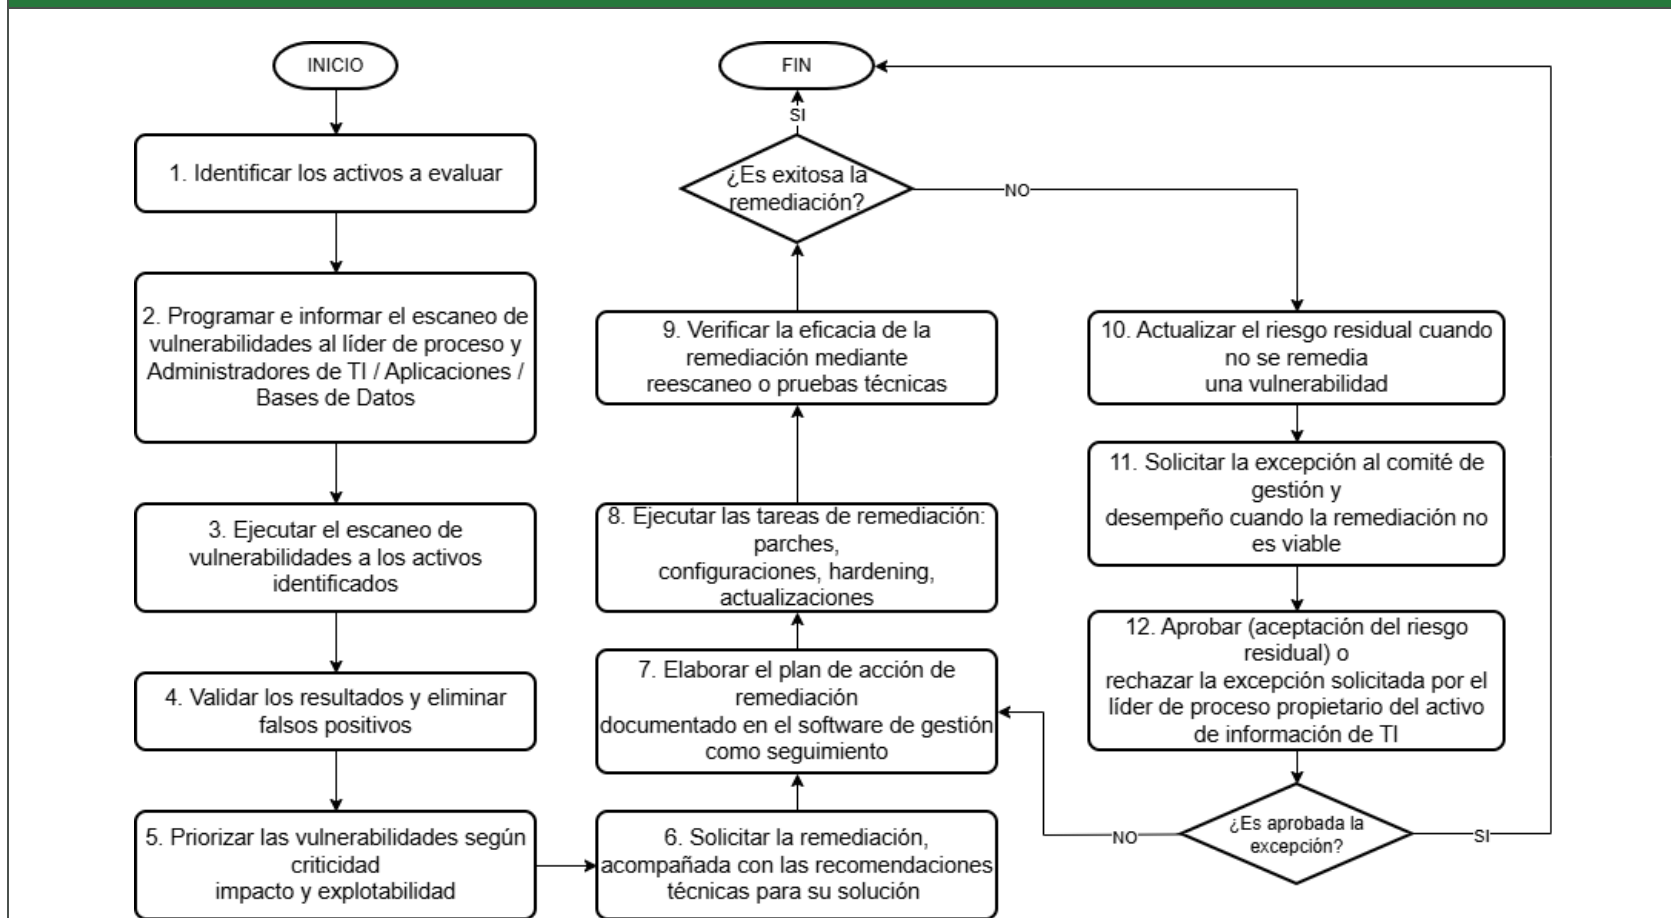 INICIO
1. Identificar los activos a evaluar
2. Programar e informar el escaneo de
vulnerabilidades al líder de proceso y
Administradores de TI / Aplicaciones /
Bases de Datos
3. Ejecutar el escaneo de
vulnerabilidades a los activos
identificados
4. Validar los resultados y eliminar
falsos positivos
5. Priorizar las vulnerabilidades según
criticidad
impacto y explotabilidad
6. Solicitar la remediación,
acompañada con las recomendaciones
técnicas para su solución
7. Elaborar el plan de acción de
remediación
documentado en el software de gestión
como seguimiento
8. Ejecutar las tareas de remediación:
parches,
configuraciones, hardening,
actualizaciones
9. Verificar la eficacia de la
remediación mediante
reescaneo o pruebas técnicas
¿Es exitosa la
remediación?
SI
FIN
NO
10. Actualizar el riesgo residual cuando
no se remedia
una vulnerabilidad
11. Solicitar la excepción al comité de
gestión y
desempeño cuando la remediación no
es viable
12. Aprobar (aceptación del riesgo
residual) o
rechazar la excepción solicitada por el
líder de proceso propietario del activo
de información de TI
¿Es aprobada la
excepción?
NO
SI